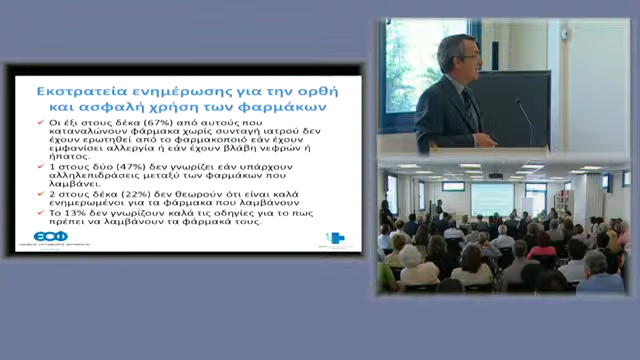 Εκστρατεία ενημέρωσης για την ορθή
και ασφαλή χρήση των φαρμάκων
Οι έξι στους δέκα (67%) από αυτούς που
καταναλώνουν φάρμακα χωρίς συνταγή ιατρού δεν
έχουν ερωτηθεί από το φαρμακοποιό εάν έχουν
εμφανίσει αλλεργία ή εάν έχουν βλάβη νεφρών ή
ήπατος.
1 στους δύο (47%) δεν γνωρίζει εάν υπάρχουν
αλληλεπιδράσεις μεταξύ των φαρμάκων που
λαμβάνει.
2 στους δέκα (22%) δεν θεωρούν ότι είναι καλά
ενημερωμένοι για τα φάρμακα που λαμβάνουν
Το 13% δεν γνωρίζουν καλά τις οδηγίες για το πως
πρέπει να λαμβάνουν τα φάρμακά τους.
ΕΟΦ